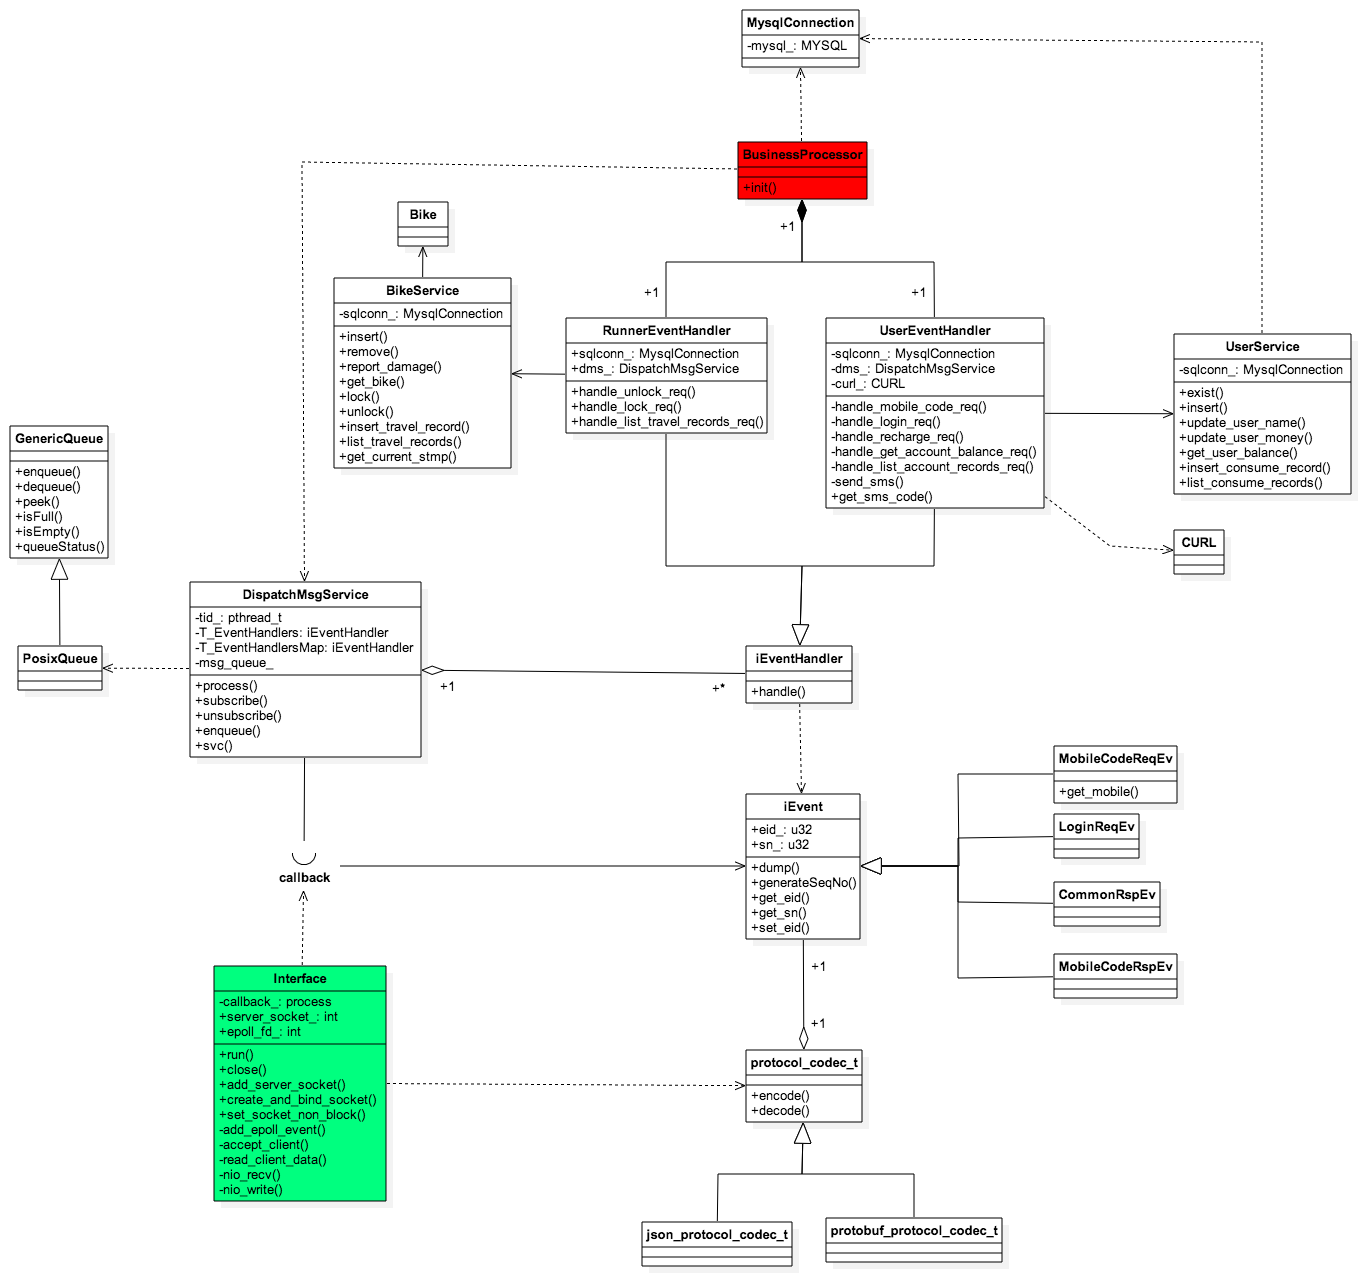 MysqlConnection
-mysql_: MYSQL
BusinessProcessor
+init()
+1
+1
+1
Bike
BikeService
-sqlconn_: MysqlConnection
+insert()
+remove()
+report_damage()
+get_bike()
+lock()
+unlock()
+insert_travel_record()
+list_travel_records()
+get_current_stmp()
RunnerEventHandler
+sqlconn_: MysqlConnection
+dms_: DispatchMsgService
+handle_unlock_req()
+handle_lock_req()
+handle_list_travel_records_req()
UserEventHandler
-sqlconn_: MysqlConnection
-dms_: DispatchMsgService
-curl_: CURL
-handle_mobile_code_req()
-handle_login_req()
-handle_recharge_req()
-handle_get_account_balance_req()
-handle_list_account_records_req()
-send_sms()
+get_sms_code()
UserService
-sqlconn_: MysqlConnection
+exist()
+insert()
+update_user_name()
+update_user_money()
+get_user_balance()
+insert_consume_record()
+list_consume_records()
CURL
GenericQueue
+enqueue()
+dequeue()
+peek()
+isFull()
+isEmpty()
+queueStatus()
PosixQueue
DispatchMsgService
-tid_: pthread_t
-T_EventHandlers: iEventHandler
-T_EventHandlersMap: iEventHandler
-msg_queue_
+process()
+subscribe()
+unsubscribe()
+enqueue()
+svc()
+1
+*
iEventHandler
+handle()
iEvent
+eid_: u32
+sn_: u32
+dump()
+generateSeqNo()
+get_eid()
+get_sn()
+set_eid()
MobileCodeReqEv
+get_mobile()
LoginReqEv
CommonRspEv
MobileCodeRspEv
callback
Interface
-callback_: process
+server_socket_: int
+epoll_fd_: int
+run()
+close()
+add_server_socket()
+create_and_bind_socket()
+set_socket_non_block()
-add_epoll_event()
-accept_client()
-read_client_data()
-nio_recv()
-nio_write()
+1
+1
protocol_codec_t
+encode()
+decode()
json_protocol_codec_t
protobuf_protocol_codec_t